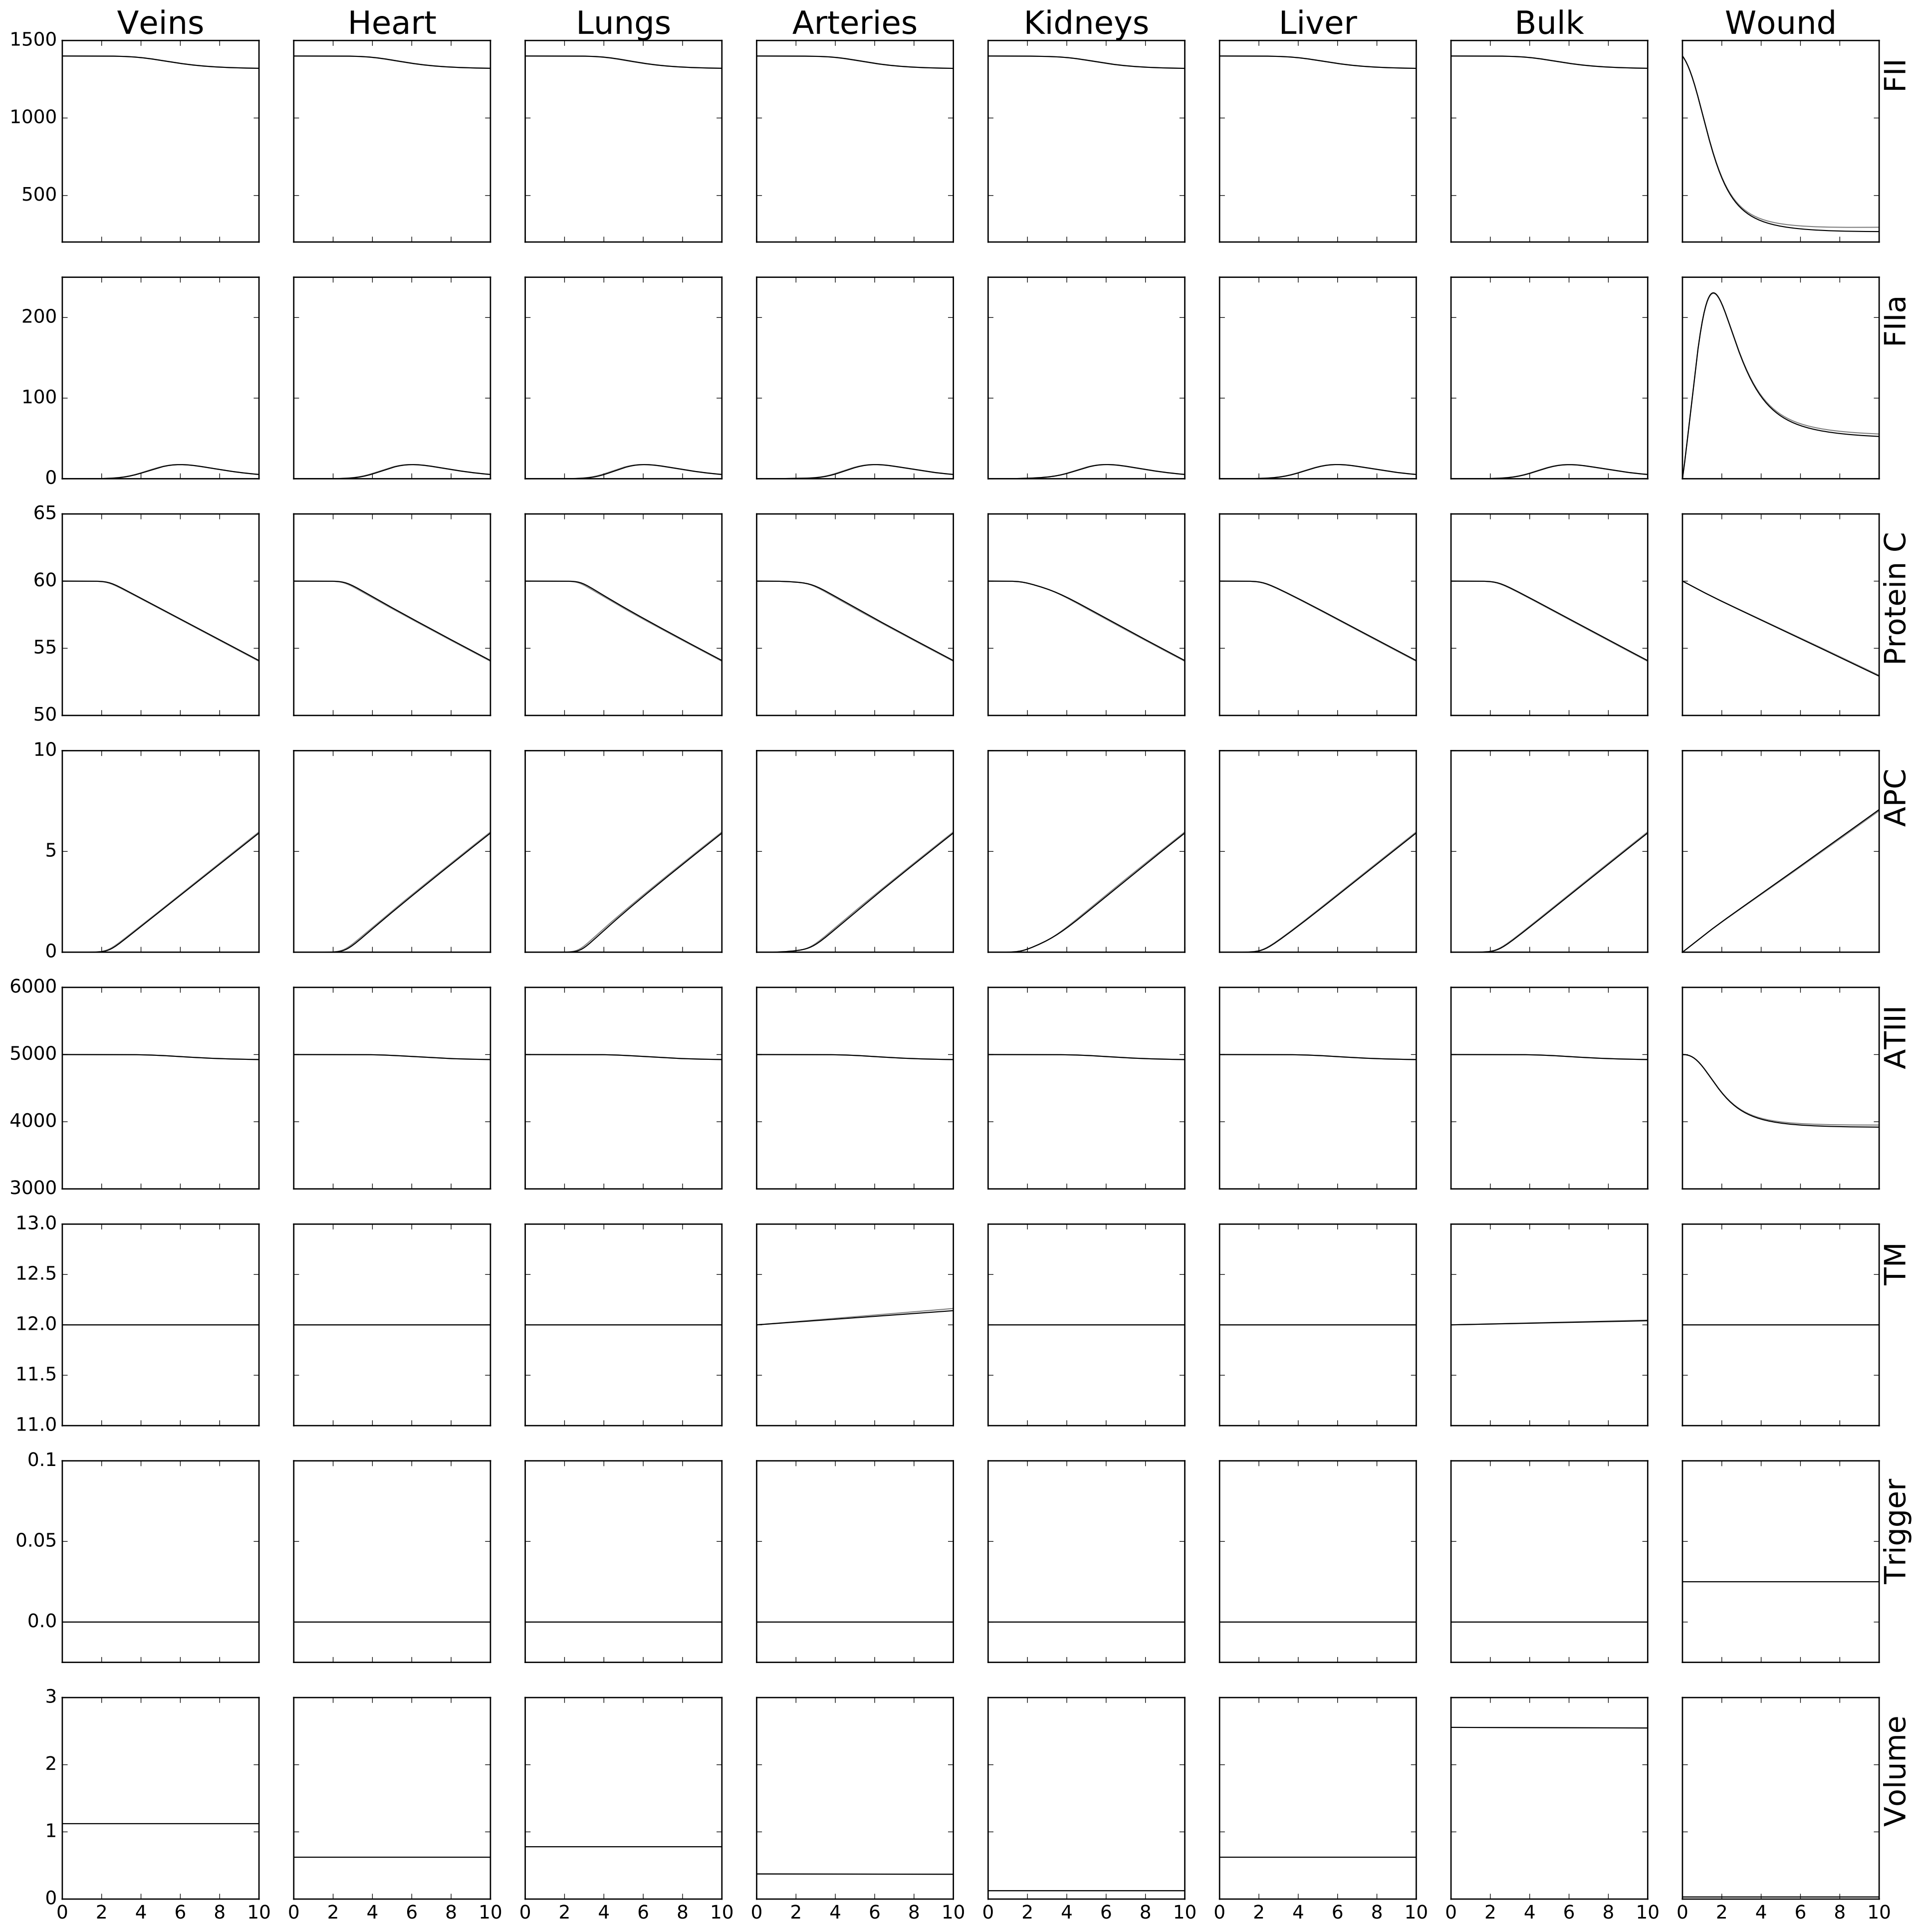 Veins Heart Lungs Arteries Kidneys Liver Bulk Wound
1500
1000
500
FII
200
100
0
FIIa
65
60
55
50
Protein C
10
5
0
APC
6000
5000
4000
3000
ATIII
13.0
12.5
12.0
11.5
11.0
TM
0.1
0.05
0.0
Trigger
3
2
1
0
Volume
0 2 4 6 8 10 0 2 4 6 8 10 0 2 4 6 8 10 0 2 4 6 8 10 0 2 4 6 8 10 0 2 4 6 8 10 0 2 4 6 8 10 0 2 4 6 8 10